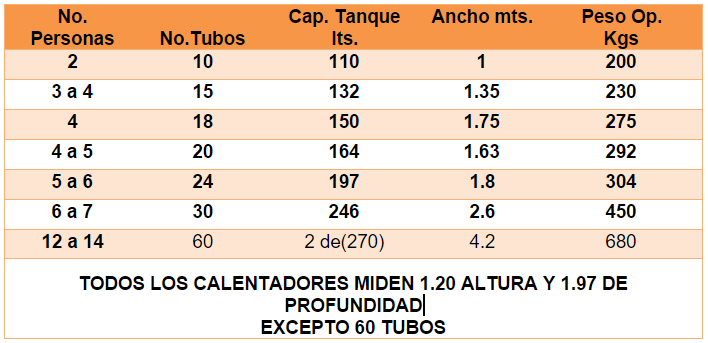 No. Personas No.Tubos Cap. Tanque lts. Ancho mts. Peso Op. Kgs
2 10 110 1 200
3 a 4 15 132 1.35 230
4 18 150 1.75 275
4 a 5 20 164 1.63 292
5 a 6 24 197 1.8 304
6 a 7 30 246 2.6 450
12 a 14 60 2 de(270) 4.2 680
TODOS LOS CALENTADORES MIDEN 1.20 ALTURA Y 1.97 DE
PROFUNDIDAD
EXCEPTO 60 TUBOS